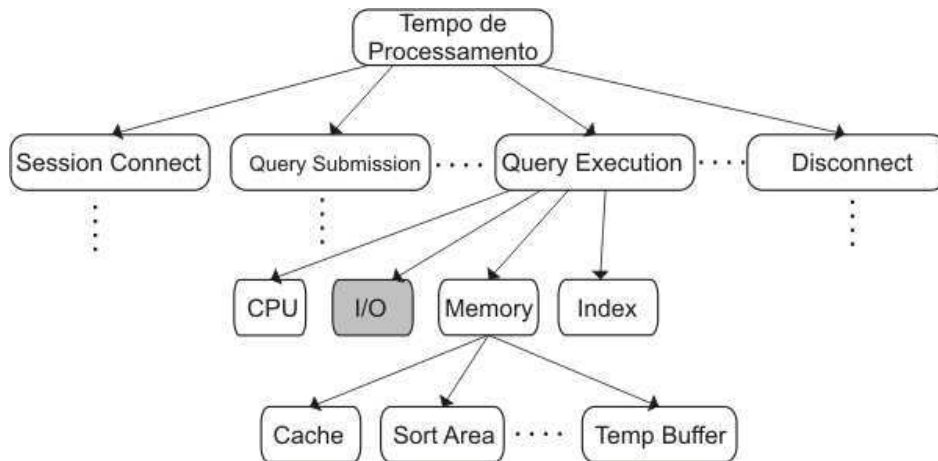 Tempo de
Processamento
Session Connect
Query Submission
Query Execution
Disconnect
CPU
I/O
Memory
Index
Cache
Sort Area
Temp Buffer